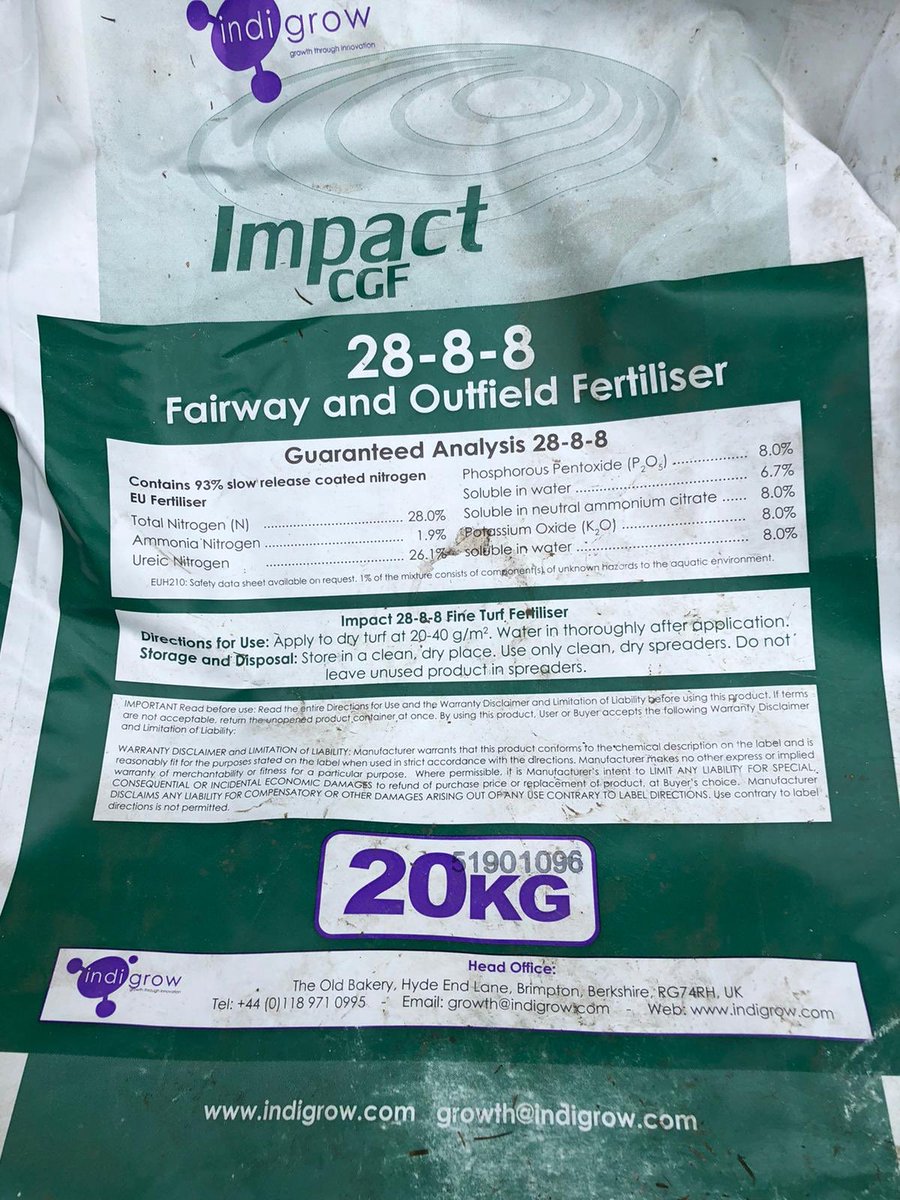 indigrow
growth through innovation
Impact
CGF
28-8-8
Fairway and Outfield Fertiliser
Guaranteed Analysis 28-8-8
Contains 93% slow release coated nitrogen
EU Fertiliser
Total Nitrogen (N) ........ 28.0%
Ammonia Nitrogen ........ 1.9%
Ureic Nitrogen ........ 26.1%
Phosphorous Pentoxide (P₂O₅) ........ 8.0%
Soluble in water ........ 6.7%
Soluble in neutral ammonium citrate ...... 8.0%
Potassium Oxide (K₂O) ........ 8.0%
soluble in water ........ 8.0%
EUH210: Safety data sheet available on request. 1% of the mixture consists of component(s) of unknown hazards to the aquatic environment.
Impact 28-8-8 Fine Turf Fertiliser
Directions for Use: Apply to dry turf at 20-40 g/m². Water in thoroughly after application.
Storage and Disposal: Store in a clean, dry place. Use only clean, dry spreaders. Do not
leave unused product in spreaders.
IMPORTANT Read before use: Read the entire Directions for Use and the Warranty Disclaimer and Limitation of Liability before using this product. If terms
are not acceptable, return the unopened product container at once. By using this product, User or Buyer accepts the following Warranty Disclaimer
and Limitation of Liability:
WARRANTY DISCLAIMER and LIMITATION of LIABILITY: Manufacturer warrants that this product conforms to the chemical description on the label and is
reasonably fit for the purposes stated on the label when used in strict accordance with the directions. Manufacturer makes no other express or implied
warranty of merchantability or fitness for a particular purpose. Where permissible, it is Manufacturer's intent to LIMIT ANY LIABILITY FOR SPECIAL,
CONSEQUENTIAL OR INCIDENTAL ECONOMIC DAMAGES to refund of purchase price or replacement of product, at Buyer's choice. Manufacturer
DISCLAIMS ANY LIABILITY FOR COMPENSATORY OR OTHER DAMAGES ARISING OUT OF ANY USE CONTRARY TO LABEL DIRECTIONS. Use contrary to label
directions is not permitted.
51901096
20KG
indigrow
growth through innovation
Head Office:
The Old Bakery, Hyde End Lane, Brimpton, Berkshire, RG74RH, UK
Tel: +44 (0)118 971 0995 - Email: growth@indigrow.com - Web: www.indigrow.com
www.indigrow.com growth@indigrow.com